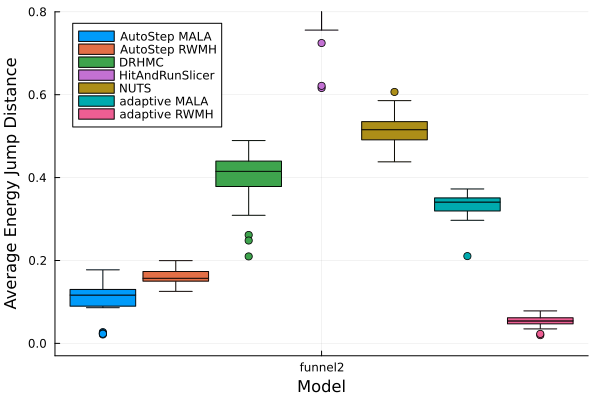 Average Energy Jump Distance
0.8
0.6
0.4
0.2
0.0
AutoStep MALA
AutoStep RWMH
DRHMC
HitAndRunSlicer
NUTS
adaptive MALA
adaptive RWMH
funnel2
Model